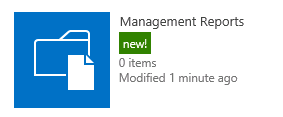 Management Reports
new!
0 items
Modified 1 minute ago